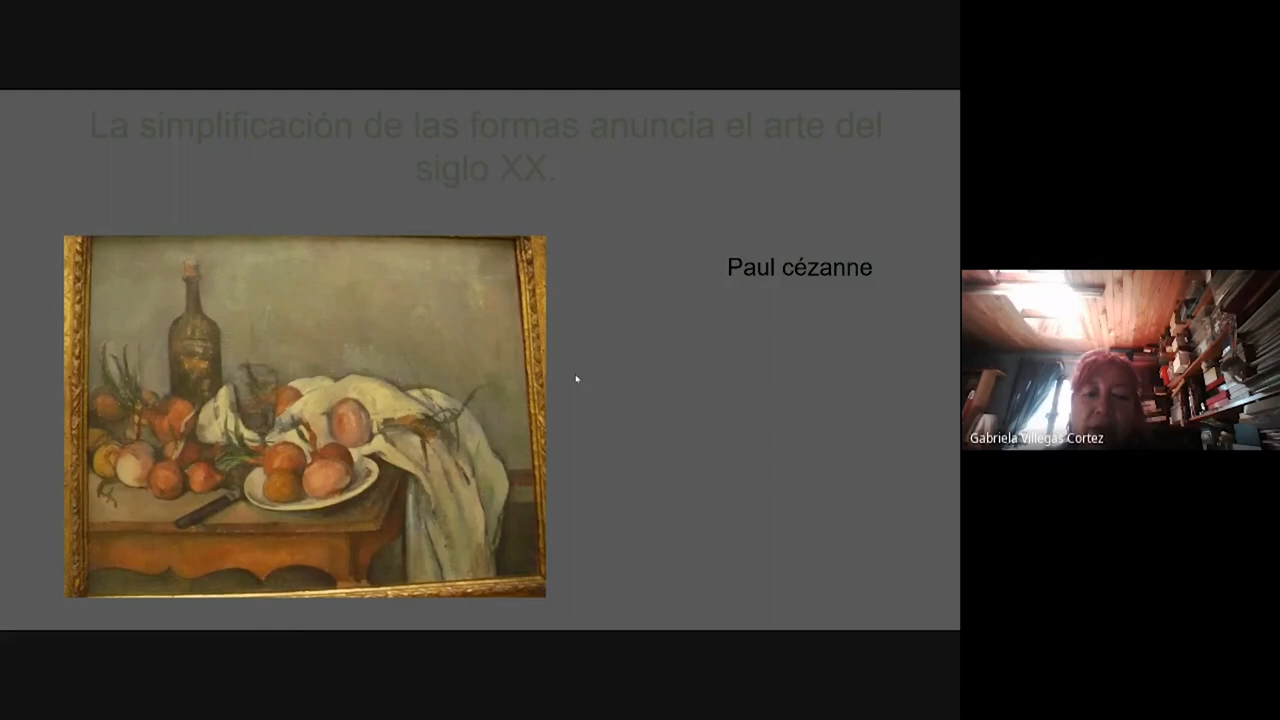 La simplificación de las formas anuncia el arte del
siglo XX.
Paul cézanne
Gabriela Villegas Cortez